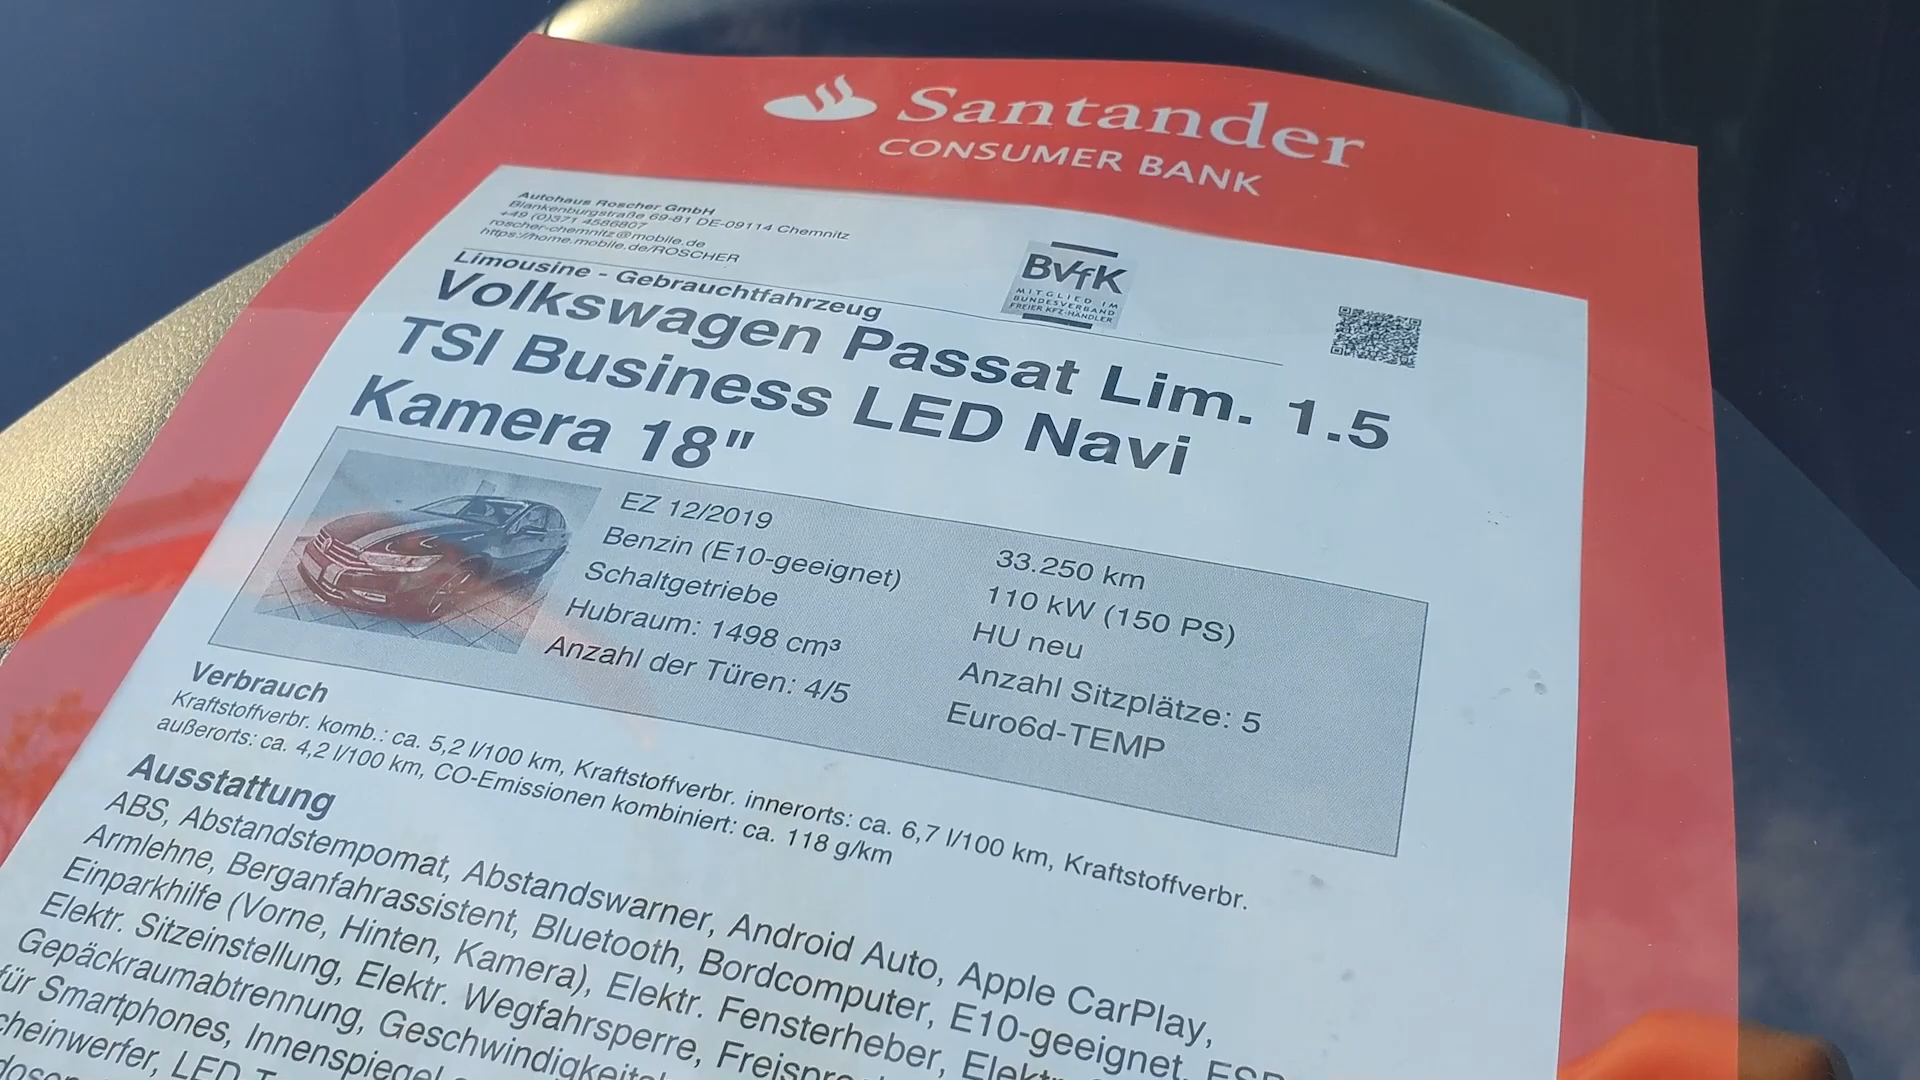 Santander
CONSUMER BANK
Autohaus Roscher GmbH
Blankenburgstraße 69-81 DE-09114 Chemnitz
+49 (0)371 4586807
roscher-chemnitz@mobile.de
https://home.mobile.de/ROSCHER
BVfK
MITGLIED IM
BUNDESVERBAND
FREIER KFZ-HÄNDLER
Limousine - Gebrauchtfahrzeug
Volkswagen Passat Lim. 1.5
TSI Business LED Navi
Kamera 18"
EZ 12/2019
Benzin (E10-geeignet)
Schaltgetriebe
Hubraum: 1498 cm³
Anzahl der Türen: 4/5
33.250 km
110 kW (150 PS)
HU neu
Anzahl Sitzplätze: 5
Euro6d-TEMP
Verbrauch
Kraftstoffverbr. komb.: ca. 5,2 l/100 km, Kraftstoffverbr. innerorts: ca. 6,7 l/100 km, Kraftstoffverbr.
außerorts: ca. 4,2 l/100 km, CO-Emissionen kombiniert: ca. 118 g/km
Ausstattung
ABS, Abstandstempomat, Abstandswarner, Android Auto, Apple CarPlay,
Armlehne, Berganfahrassistent, Bluetooth, Bordcomputer, E10-geeignet,
Einparkhilfe (Vorne, Hinten, Kamera), Elektr. Fensterheber,
Elektr. Sitzeinstellung, Elektr. Wegfahrsperre,
Gepäckraumabtrennung,
für Smartphones, Innenspiegel
LED